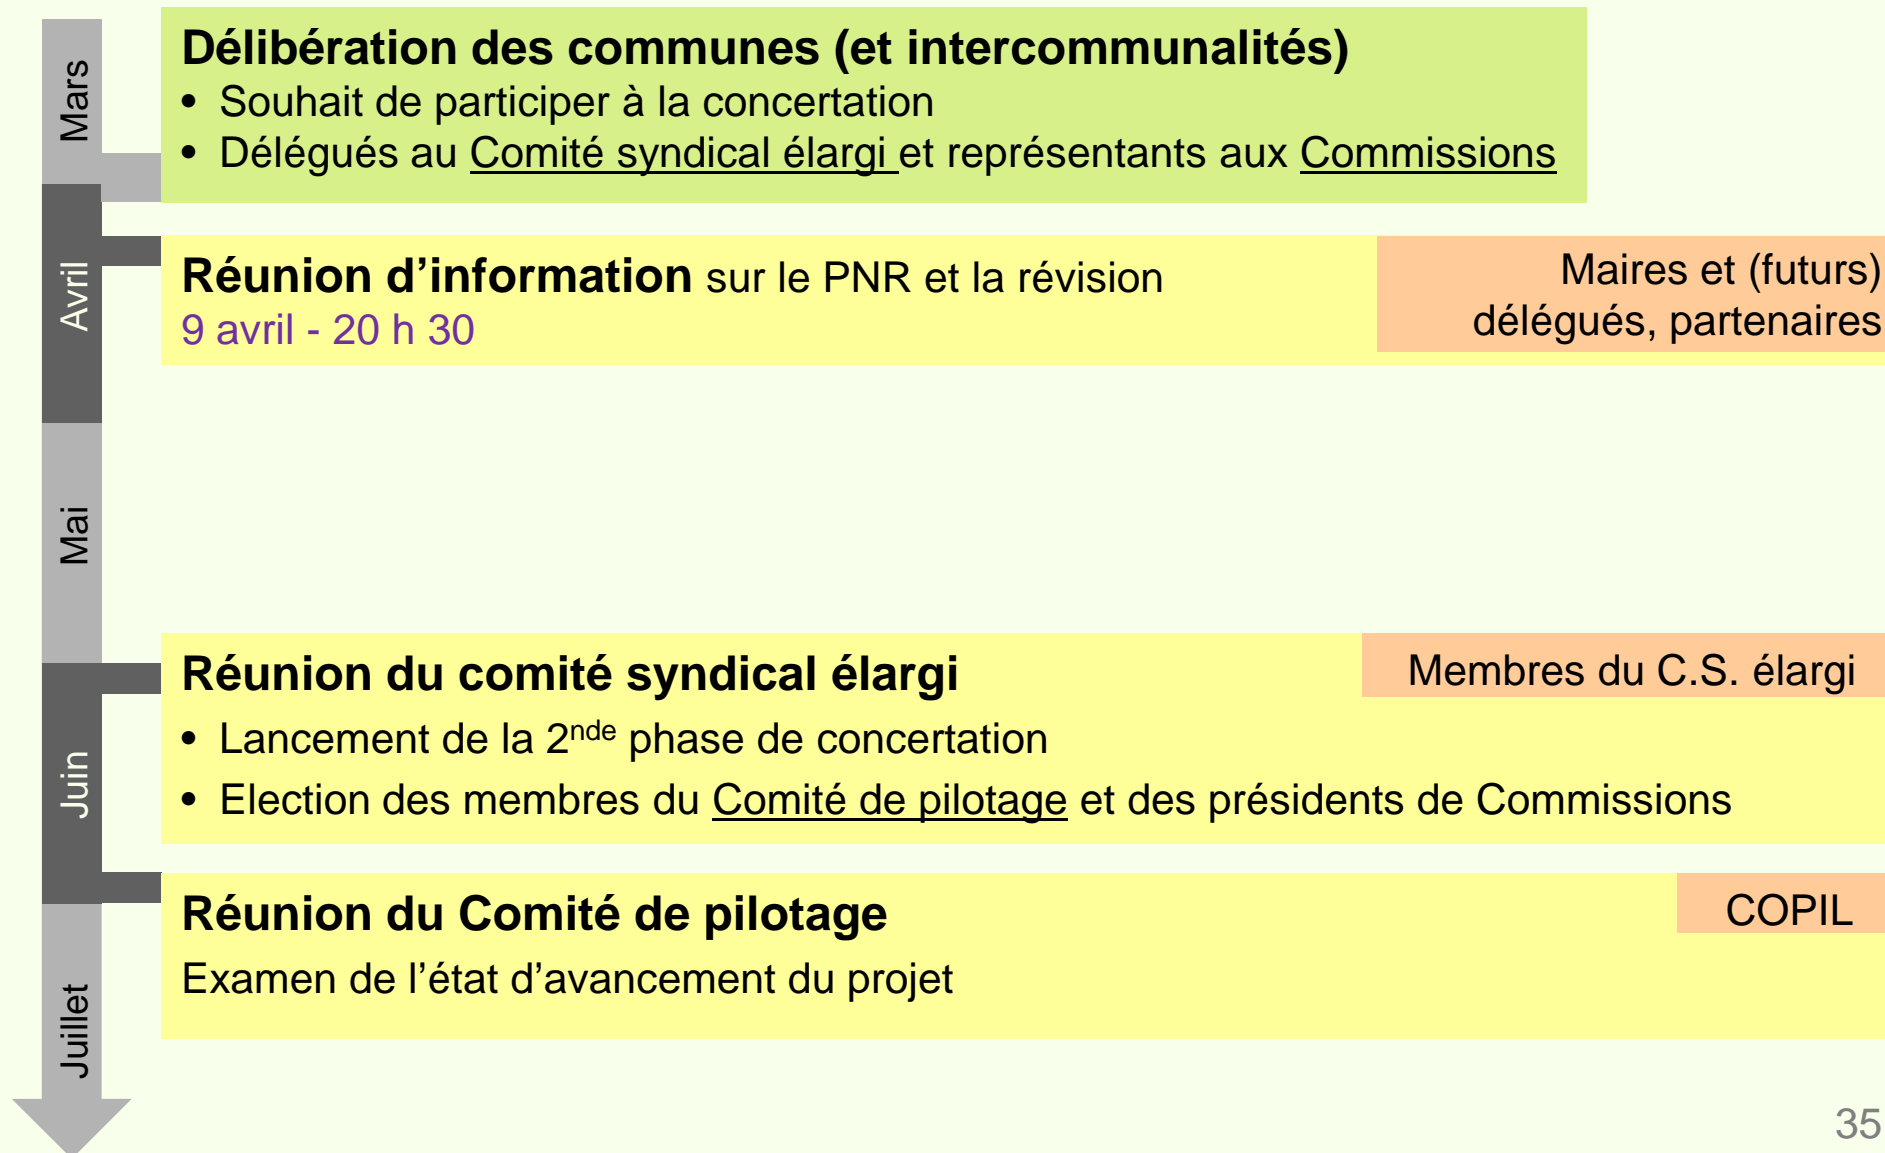 Mars
Délibération des communes (et intercommunalités)
• Souhait de participer à la concertation
• Délégués au Comité syndical élargi et représentants aux Commissions
Avril
Réunion d’information sur le PNR et la révision
9 avril - 20 h 30
Maires et (futurs)
délégués, partenaires
Mai
Réunion du comité syndical élargi
Membres du C.S. élargi
• Lancement de la 2nde phase de concertation
• Election des membres du Comité de pilotage et des présidents de Commissions
Juin
Réunion du Comité de pilotage
COPIL
Examen de l’état d’avancement du projet
Juillet
35